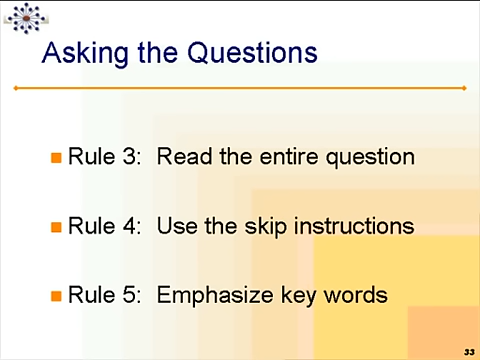 Asking the Questions
Rule 3: Read the entire question
Rule 4: Use the skip instructions
Rule 5: Emphasize key words
33